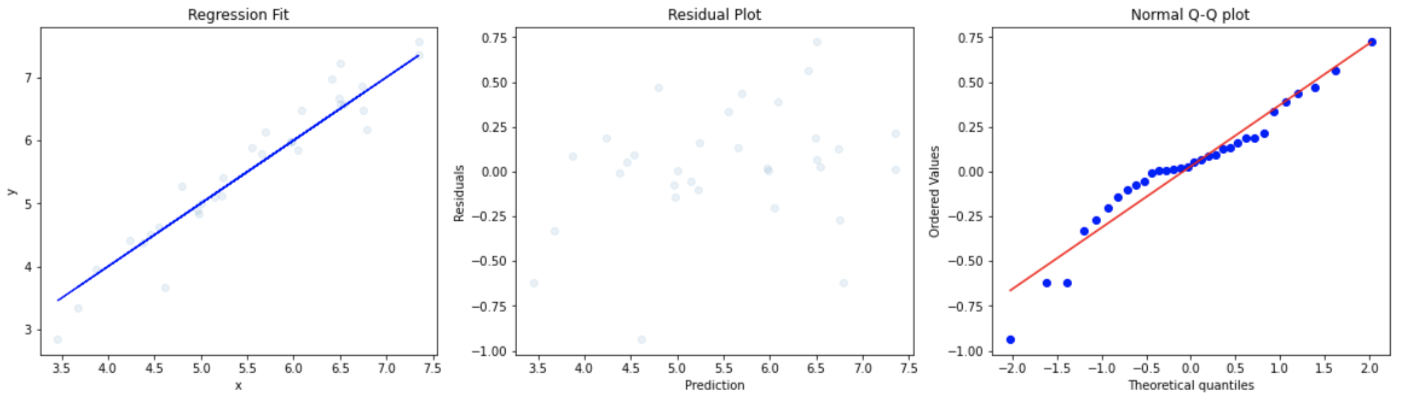 Regression Fit
7
6
5
4
3
y
3.5 4.0 4.5 5.0 5.5 6.0 6.5 7.0 7.5
x
Residual Plot
0.75
0.50
0.25
0.00
−0.25
−0.50
−0.75
−1.00
Residuals
3.5 4.0 4.5 5.0 5.5 6.0 6.5 7.0 7.5
Prediction
Normal Q-Q plot
0.75
0.50
0.25
0.00
−0.25
−0.50
−0.75
−1.00
Ordered Values
−2.0 −1.5 −1.0 −0.5 0.0 0.5 1.0 1.5 2.0
Theoretical quantiles